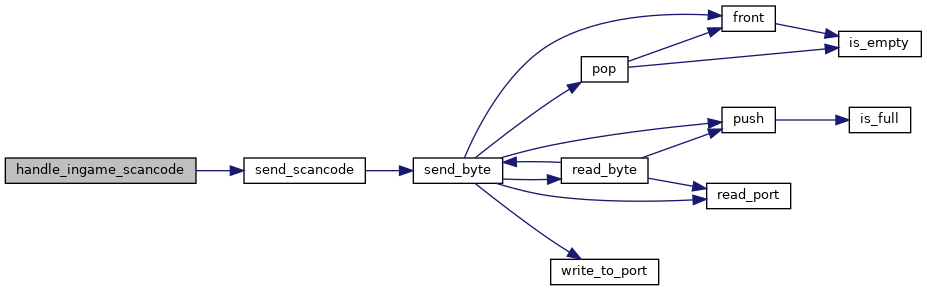 handle_ingame_scancode
send_scancode
send_byte
front
pop
is_empty
push
is_full
read_byte
read_port
write_to_port